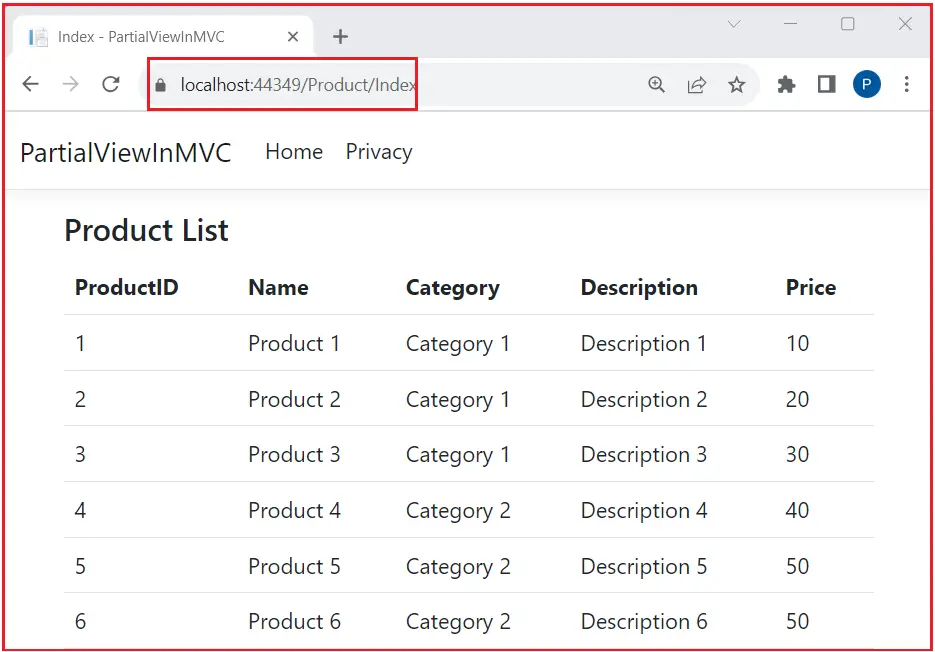 Index - PartialViewInMVC
localhost:44349/Product/Index
P
PartialViewInMVC Home Privacy
Product List
ProductID Name Category Description Price
1 Product 1 Category 1 Description 1 10
2 Product 2 Category 1 Description 2 20
3 Product 3 Category 1 Description 3 30
4 Product 4 Category 2 Description 4 40
5 Product 5 Category 2 Description 5 50
6 Product 6 Category 2 Description 6 50